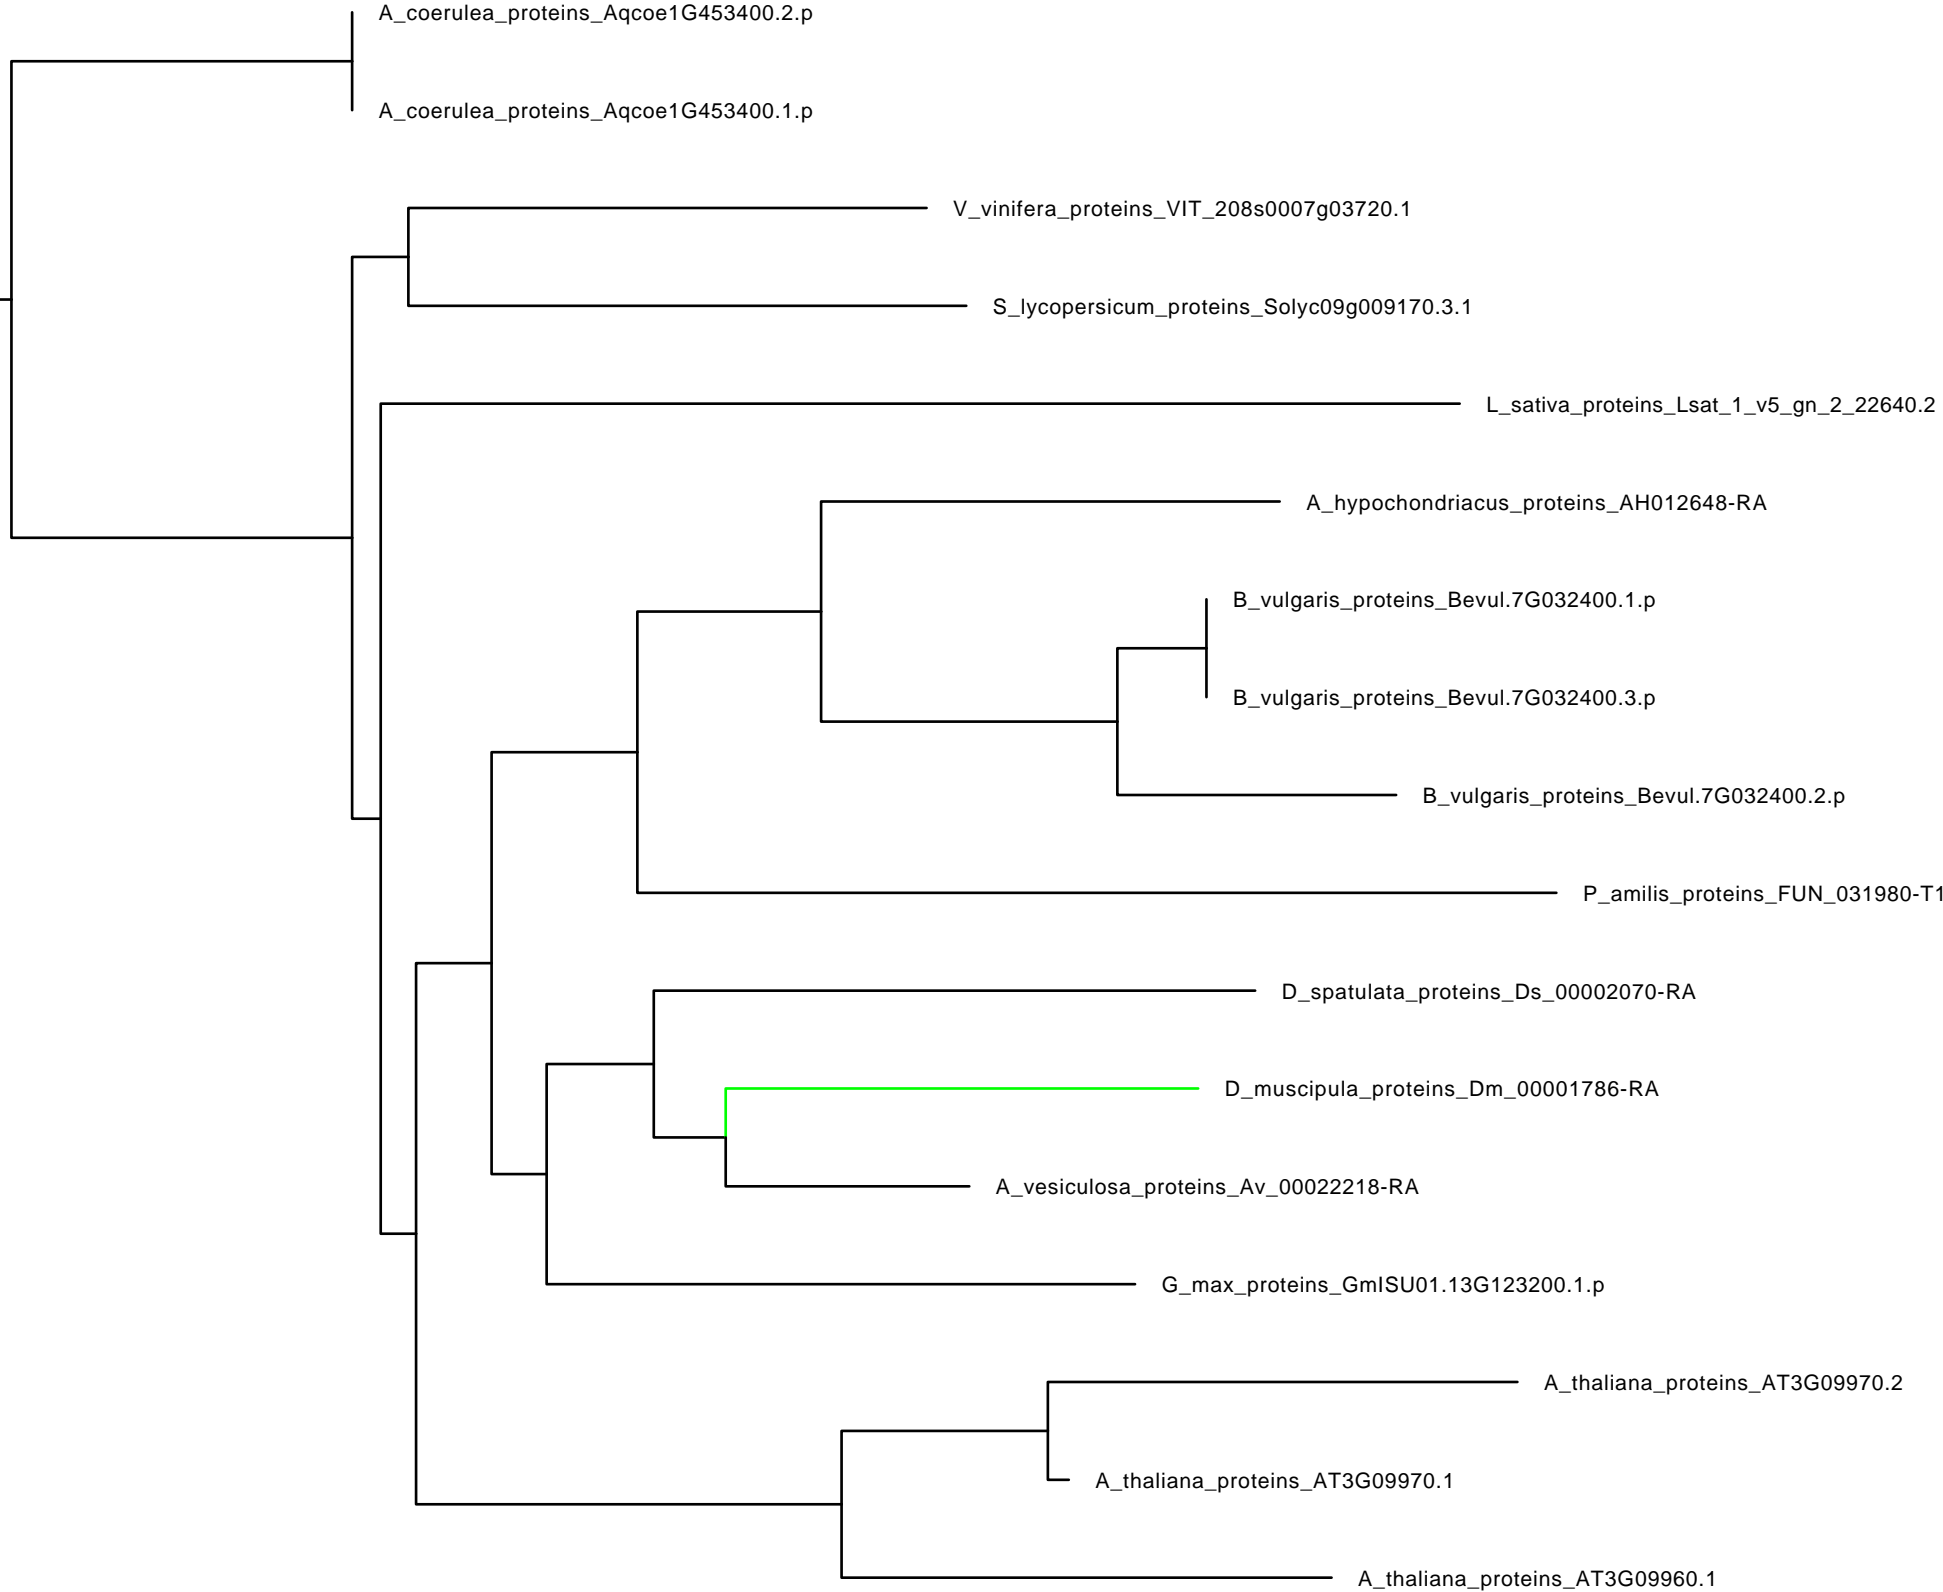 A_coerulea_proteins_Aqcoe1G453400.2.p
A_coerulea_proteins_Aqcoe1G453400.1.p
V_vinifera_proteins_VIT_208s0007g03720.1
S_lycopersicum_proteins_Solyc09g009170.3.1
L_sativa_proteins_Lsat_1_v5_gn_2_22640.2
A_hypochondriacus_proteins_AH012648-RA
B_vulgaris_proteins_Bevul.7G032400.1.p
B_vulgaris_proteins_Bevul.7G032400.3.p
B_vulgaris_proteins_Bevul.7G032400.2.p
P_amilis_proteins_FUN_031980-T1
D_spatulata_proteins_Ds_00002070-RA
D_muscipula_proteins_Dm_00001786-RA
A_vesiculosa_proteins_Av_00022218-RA
G_max_proteins_GmISU01.13G123200.1.p
A_thaliana_proteins_AT3G09970.2
A_thaliana_proteins_AT3G09970.1
A_thaliana_proteins_AT3G09960.1